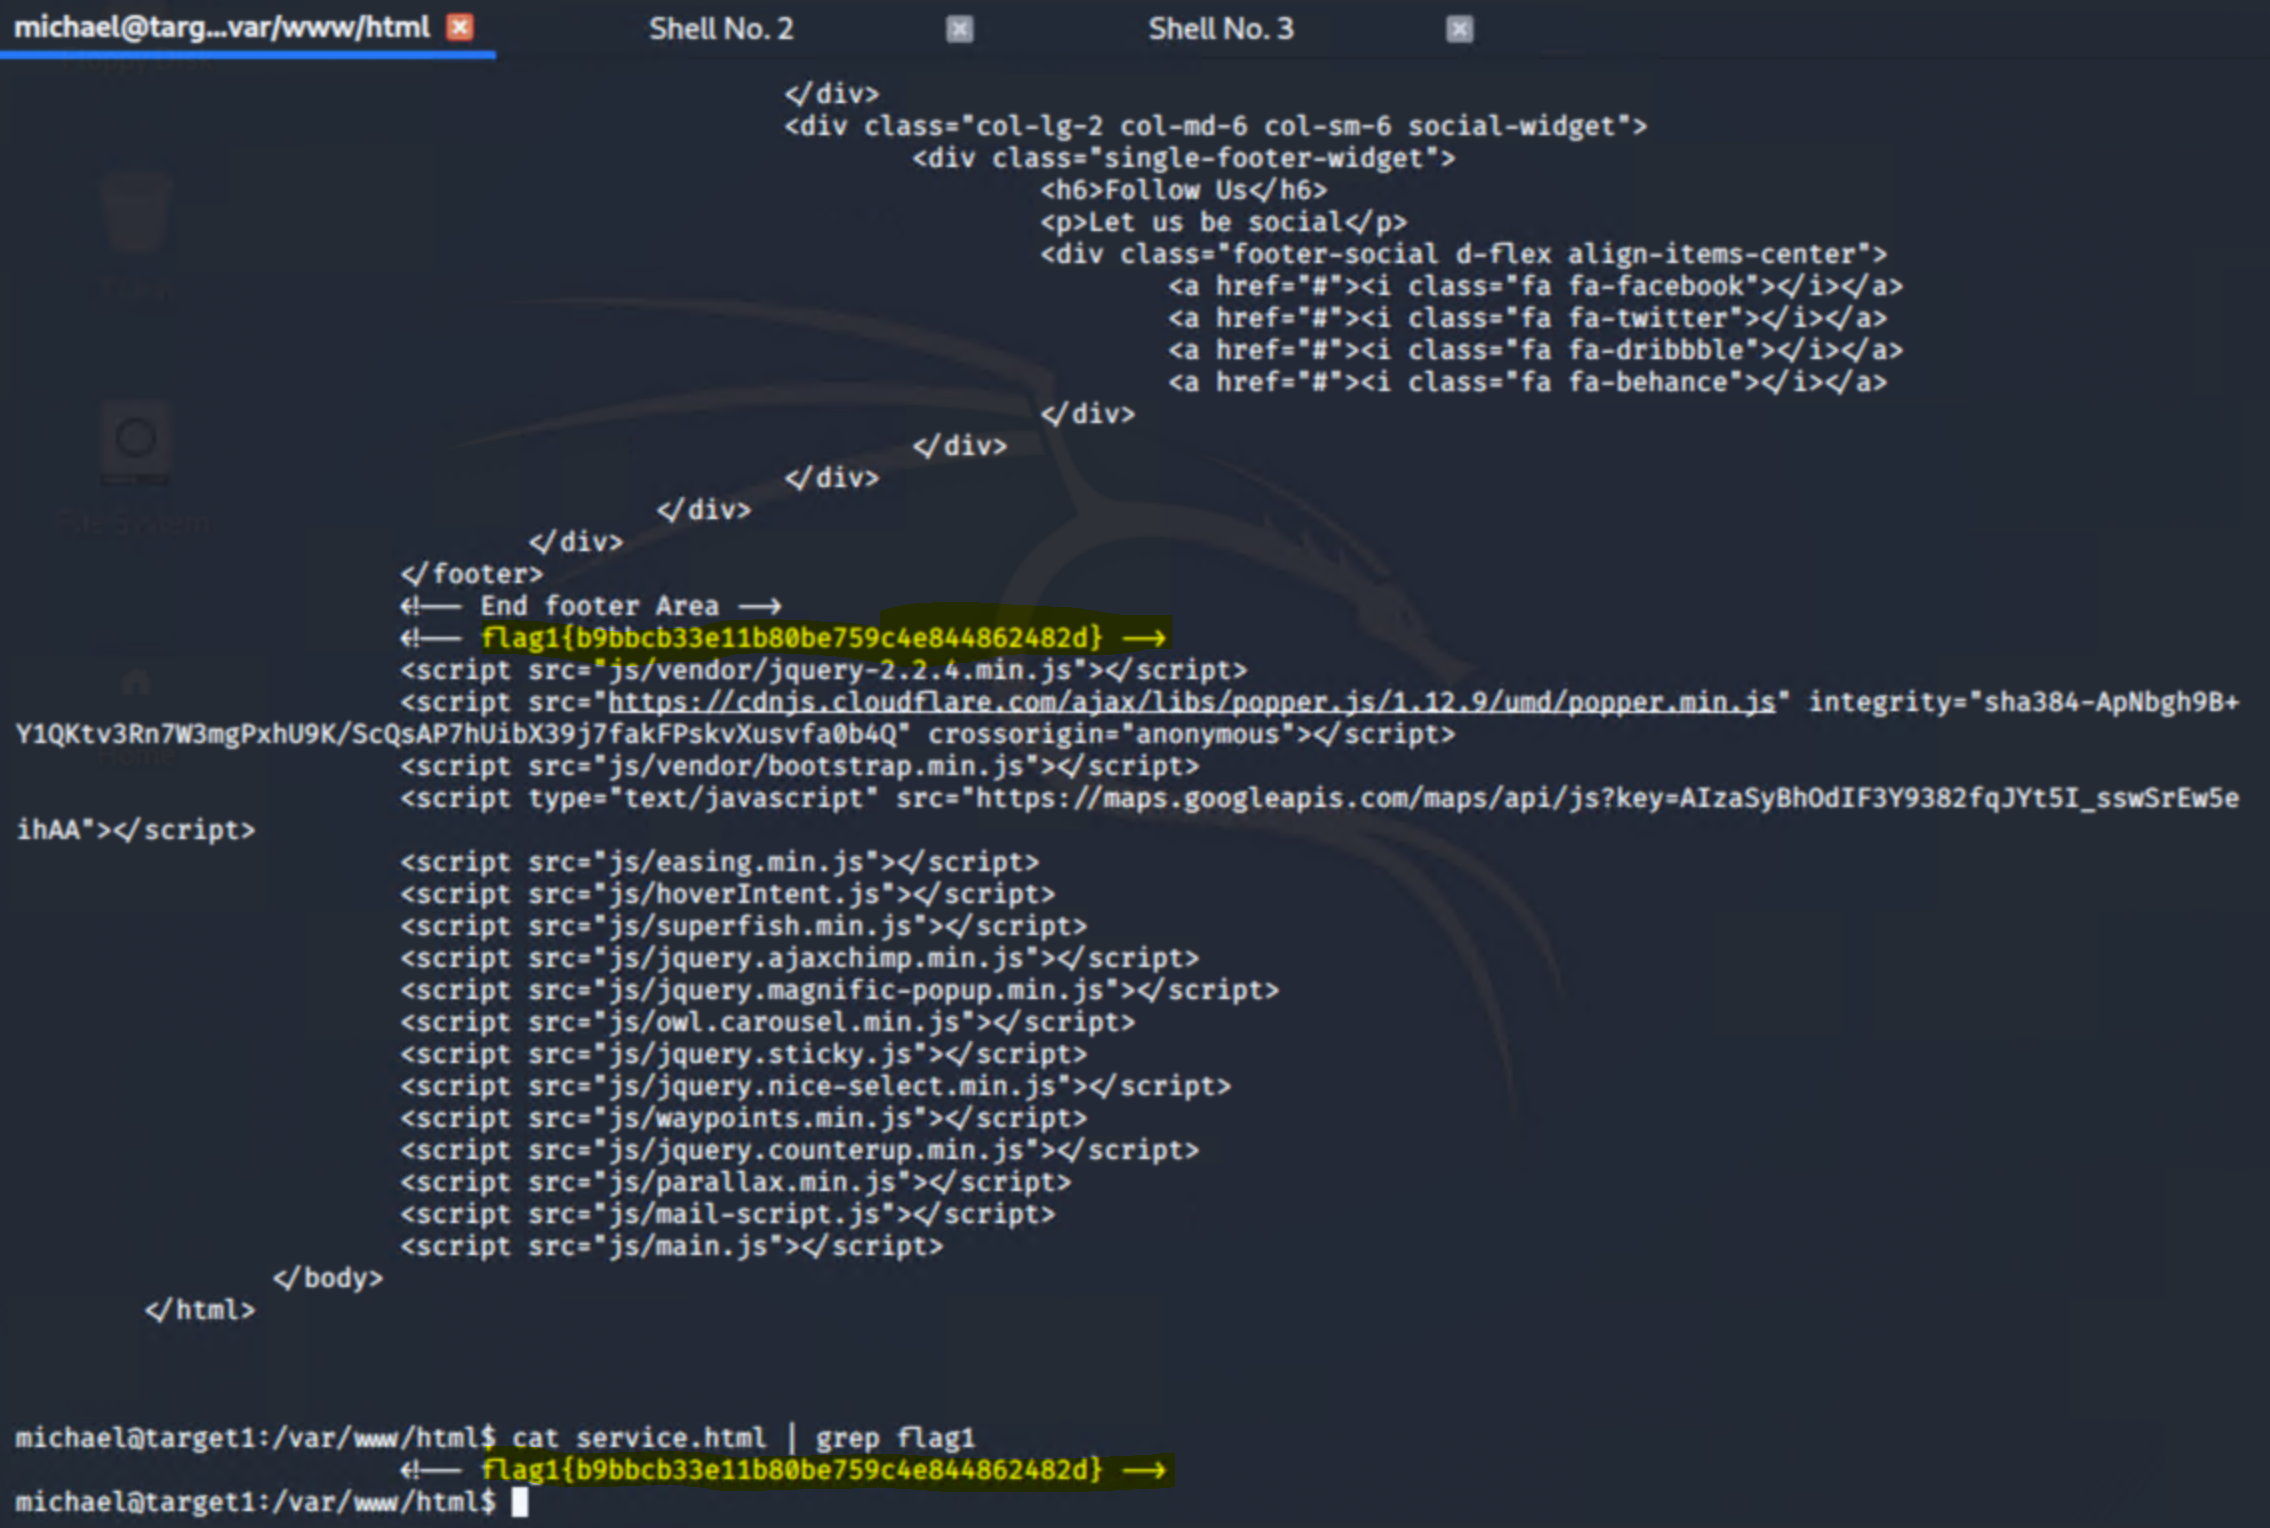 michael@targ...var/www/html Shell No. 2 Shell No. 3
</div>
<div class="col-lg-2 col-md-6 col-sm-6 social-widget">
<div class="single-footer-widget">
<h6>Follow Us</h6>
<p>Let us be social</p>
<div class="footer-social d-flex align-items-center">
<a href="#"><i class="fa fa-facebook"></i></a>
<a href="#"><i class="fa fa-twitter"></i></a>
<a href="#"><i class="fa fa-dribbble"></i></a>
<a href="#"><i class="fa fa-behance"></i></a>
</div>
</div>
</div>
</div>
</div>
</footer>
<!-- End footer Area -->
<!-- flag1{b9bbcb33e11b80be759c4e844862482d} -->
<script src="js/vendor/jquery-2.2.4.min.js"></script>
<script src="https://cdnjs.cloudflare.com/ajax/libs/popper.js/1.12.9/umd/popper.min.js" integrity="sha384-ApNbgh9B+
Y1QKtv3Rn7W3mgPxhU9K/ScQsAP7hUibX39j7fakFPskvXusvfa0b4Q" crossorigin="anonymous"></script>
<script src="js/vendor/bootstrap.min.js"></script>
<script type="text/javascript" src="https://maps.googleapis.com/maps/api/js?key=AIzaSyBhOdIF3Y9382fqJYt5I_sswSrEw5e
ihAA"></script>
<script src="js/easing.min.js"></script>
<script src="js/hoverIntent.js"></script>
<script src="js/superfish.min.js"></script>
<script src="js/jquery.ajaxchimp.min.js"></script>
<script src="js/jquery.magnific-popup.min.js"></script>
<script src="js/owl.carousel.min.js"></script>
<script src="js/jquery.sticky.js"></script>
<script src="js/jquery.nice-select.min.js"></script>
<script src="js/waypoints.min.js"></script>
<script src="js/jquery.counterup.min.js"></script>
<script src="js/parallax.min.js"></script>
<script src="js/mail-script.js"></script>
<script src="js/main.js"></script>
</body>
</html>
michael@target1:/var/www/html$ cat service.html | grep flag1
<!-- flag1{b9bbcb33e11b80be759c4e844862482d} -->
michael@target1:/var/www/html$
File System
Home